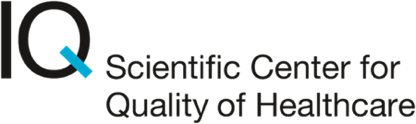 IQ
Scientific Center for
Quality of Healthcare